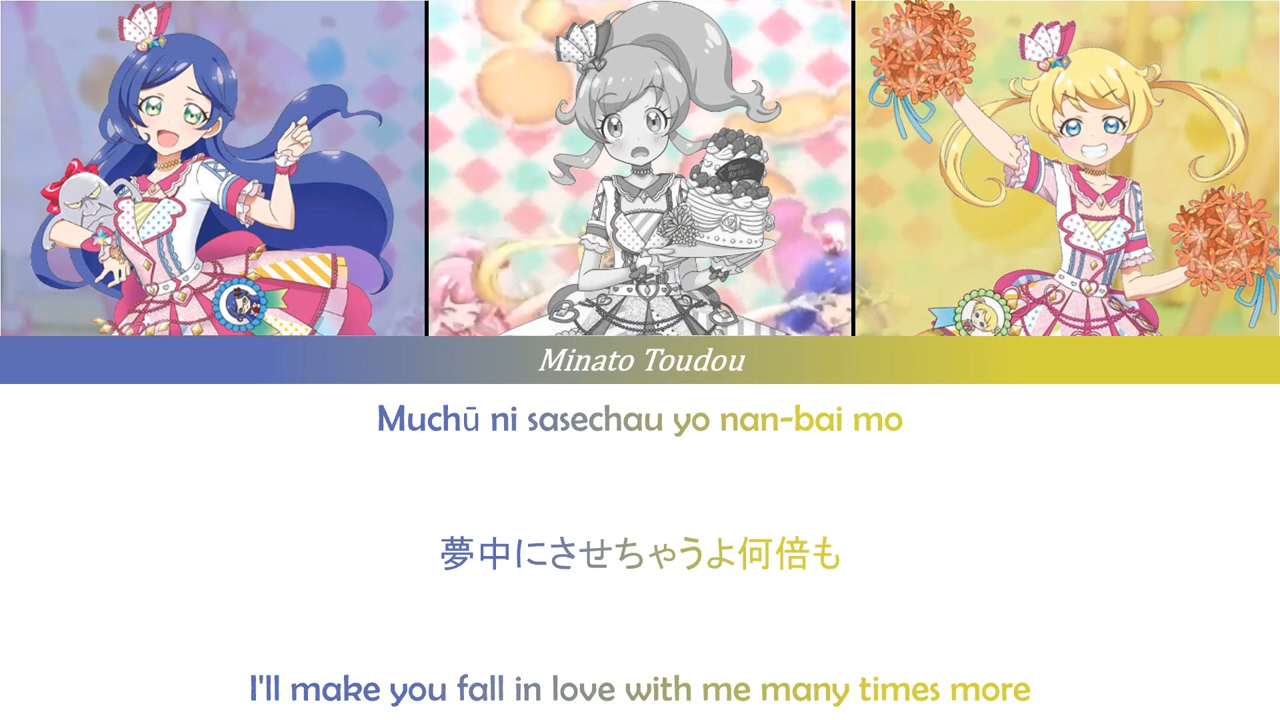 Minato Toudou
Muchū ni sasechau yo nan-bai mo
夢中にさせちゃうよ何倍も
I'll make you fall in love with me many times more